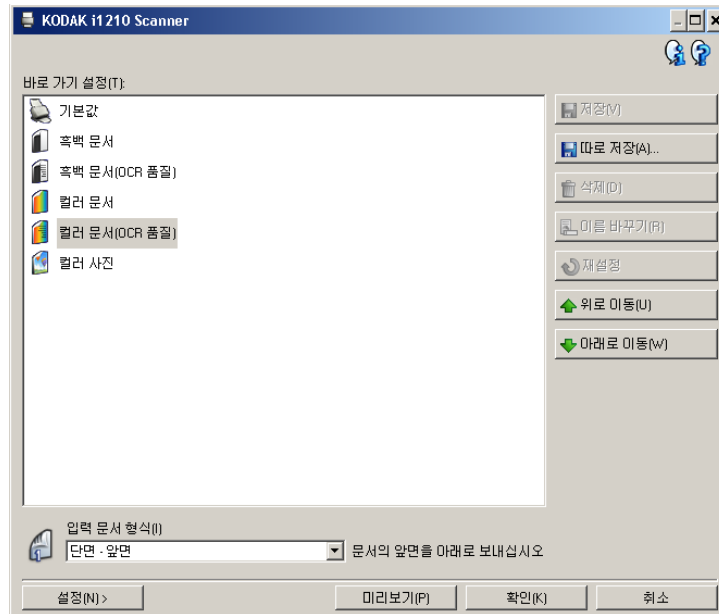 KODAK i1210 Scanner
바로 가기 설정(T):
기본값
흑백 문서
흑백 문서(OCR 품질)
컬러 문서
컬러 문서(OCR 품질)
컬러 사진
저장(V)
따로 저장(A)...
삭제(D)
이름 바꾸기(R)
재설정
위로 이동(U)
아래로 이동(W)
입력 문서 형식(I)
단면 - 앞면
문서의 앞면을 아래로 보내십시오
설정(N) >
미리보기(P)
확인(K)
취소